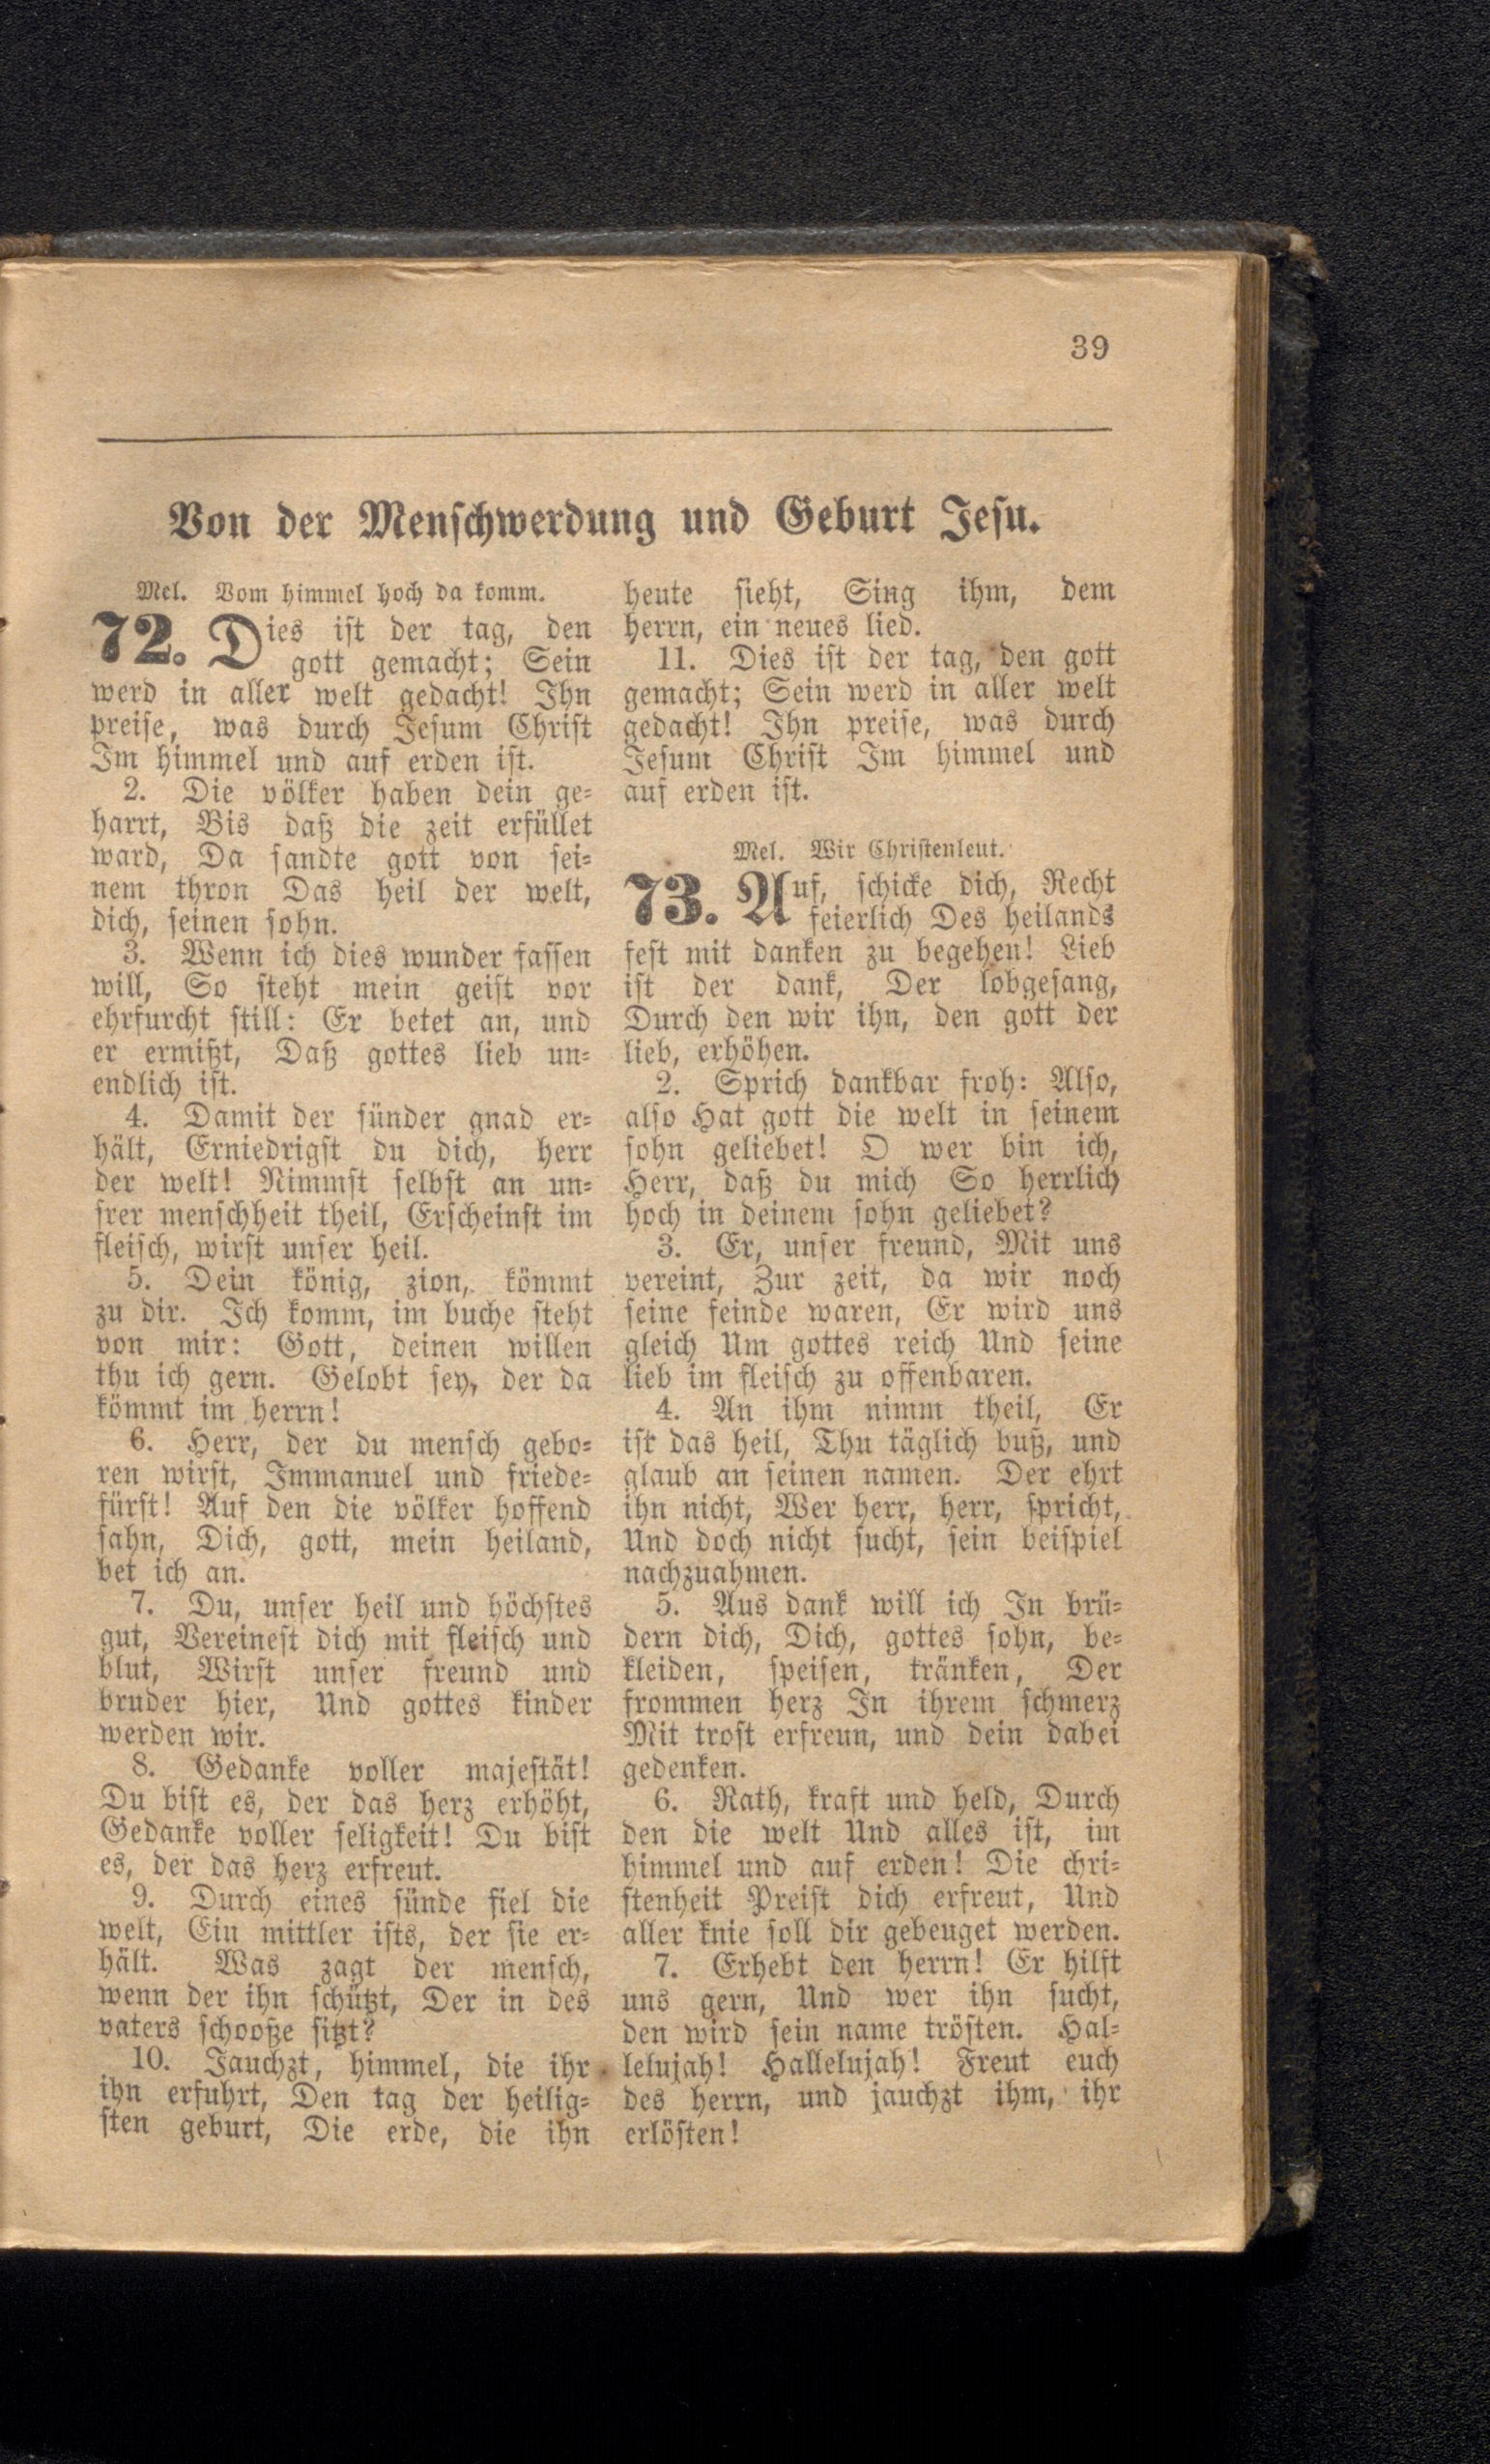 39
Von der Menschwerdung und Geburt Jesu.
Mel. Vom himmel hoch da komm.
72. Dies ist der tag, den
gott gemacht; Sein
werd in aller welt gedacht! Ihn
preise, was durch Jesum Christ
Im himmel und auf erden ist.
2. Die völker haben dein ge-
harrt, Bis daß die zeit erfüllet
ward, Da sandte gott von sei-
nem thron Das heil der welt,
dich, seinen sohn.
3. Wenn ich dies wunder fassen
will, So steht mein geist vor
ehrfurcht still: Er betet an, und
er ermißt, Daß gottes lieb un-
endlich ist.
4. Damit der sünder gnad er-
hält, Erniedrigst du dich, herr
der welt! Nimmst selbst an un-
srer menschheit theil, Erscheinst im
fleisch, wirst unser heil.
5. Dein könig, zion, kömmt
zu dir. Ich komm, im buche steht
von mir: Gott, deinen willen
thu ich gern. Gelobt sey, der da
kömmt im herrn!
6. Herr, der du mensch gebo-
ren wirst, Immanuel und friede-
fürst! Auf den die völker hoffend
sahn, Dich, gott, mein heiland,
bet ich an.
7. Du, unser heil und höchstes
gut, Vereinest dich mit fleisch und
blut, Wirst unser freund und
bruder hier, Und gottes kinder
werden wir.
8. Gedanke voller majestät!
Du bist es, der das herz erhöht,
Gedanke voller seligkeit! Du bist
es, der das herz erfreut.
9. Durch eines sünde fiel die
welt, Ein mittler ists, der sie er-
hält. Was zagt der mensch,
wenn der ihn schützt, Der in des
vaters schooße sitzt?
10. Jauchzt, himmel, die ihr
ihn erfuhrt, Den tag der heilig-
sten geburt, Die erde, die ihn
heute sieht, Sing ihm, dem
herrn, ein neues lied.
11. Dies ist der tag, den gott
gemacht; Sein werd in aller welt
gedacht! Ihn preise, was durch
Jesum Christ Im himmel und
auf erden ist.
Mel. Wir Christenleut.
73. Auf, schicke dich, Recht
feierlich Des heilands
fest mit danken zu begehen! Lieb
ist der dank, Der lobgesang,
Durch den wir ihn, den gott der
lieb, erhöhen.
2. Sprich dankbar froh: Also,
also Hat gott die welt in seinem
sohn geliebet! O wer bin ich,
Herr, daß du mich So herrlich
hoch in deinem sohn geliebet?
3. Er, unser freund, Mit uns
vereint, Zur zeit, da wir noch
seine feinde waren, Er wird uns
gleich Um gottes reich Und seine
lieb im fleisch zu offenbaren.
4. An ihm nimm theil, Er
ist das heil, Thu täglich buß, und
glaub an seinen namen. Der ehrt
ihn nicht, Wer herr, herr, spricht,
Und doch nicht sucht, sein beispiel
nachzuahmen.
5. Aus dank will ich In brü-
dern dich, Dich, gottes sohn, be-
kleiden, speisen, tränken, Der
frommen herz In ihrem schmerz
Mit trost erfreun, und dein dabei
gedenken.
6. Rath, kraft und held, Durch
den die welt Und alles ist, im
himmel und auf erden! Die chri-
stenheit Preist dich erfreut, Und
aller knie soll dir gebeuget werden.
7. Erhebt den herrn! Er hilft
uns gern, Und wer ihn sucht,
den wird sein name trösten. Hal-
lelujah! Hallelujah! Freut euch
des herrn, und jauchzt ihm, ihr
erlösten!